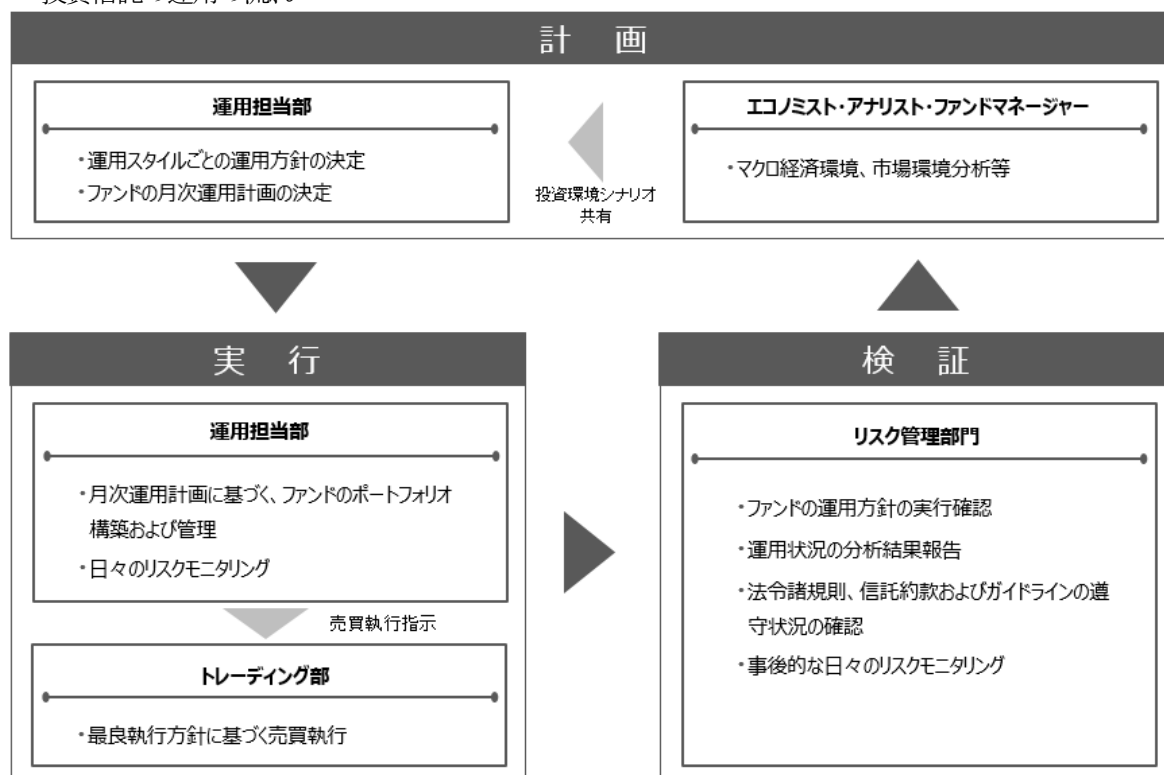 投資信託の運用の流れ
計　画
運用担当部
・運用スタイルごとの運用方針の決定
・ファンドの月次運用計画の決定
投資環境シナリオ
共有
エコノミスト・アナリスト・ファンドマネージャー
・マクロ経済環境、市場環境分析等
実　行
運用担当部
・月次運用計画に基づく、ファンドのポートフォリオ
構築および管理
・日々のリスクモニタリング
売買執行指示
トレーディング部
・最良執行方針に基づく売買執行
検　証
リスク管理部門
・ファンドの運用方針の実行確認
・運用状況の分析結果報告
・法令諸規則、信託約款およびガイドラインの遵
守状況の確認
・事後的な日々のリスクモニタリング